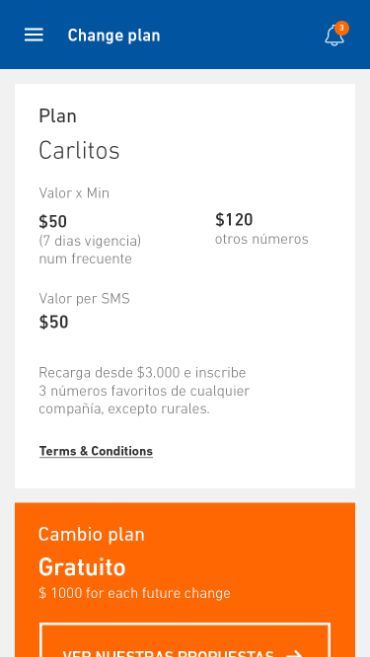 Change plan
3
Plan
Carlitos
Valor x Min
$50
(7 dias vigencia)
num frecuente
$120
otros números
Valor per SMS
$50
Recarga desde $3.000 e inscribe
3 números favoritos de cualquier
compañía, excepto rurales.
Terms & Conditions
Cambio plan
Gratuito
$ 1000 for each future change
VER NUESTRAS PROPUESTAS →